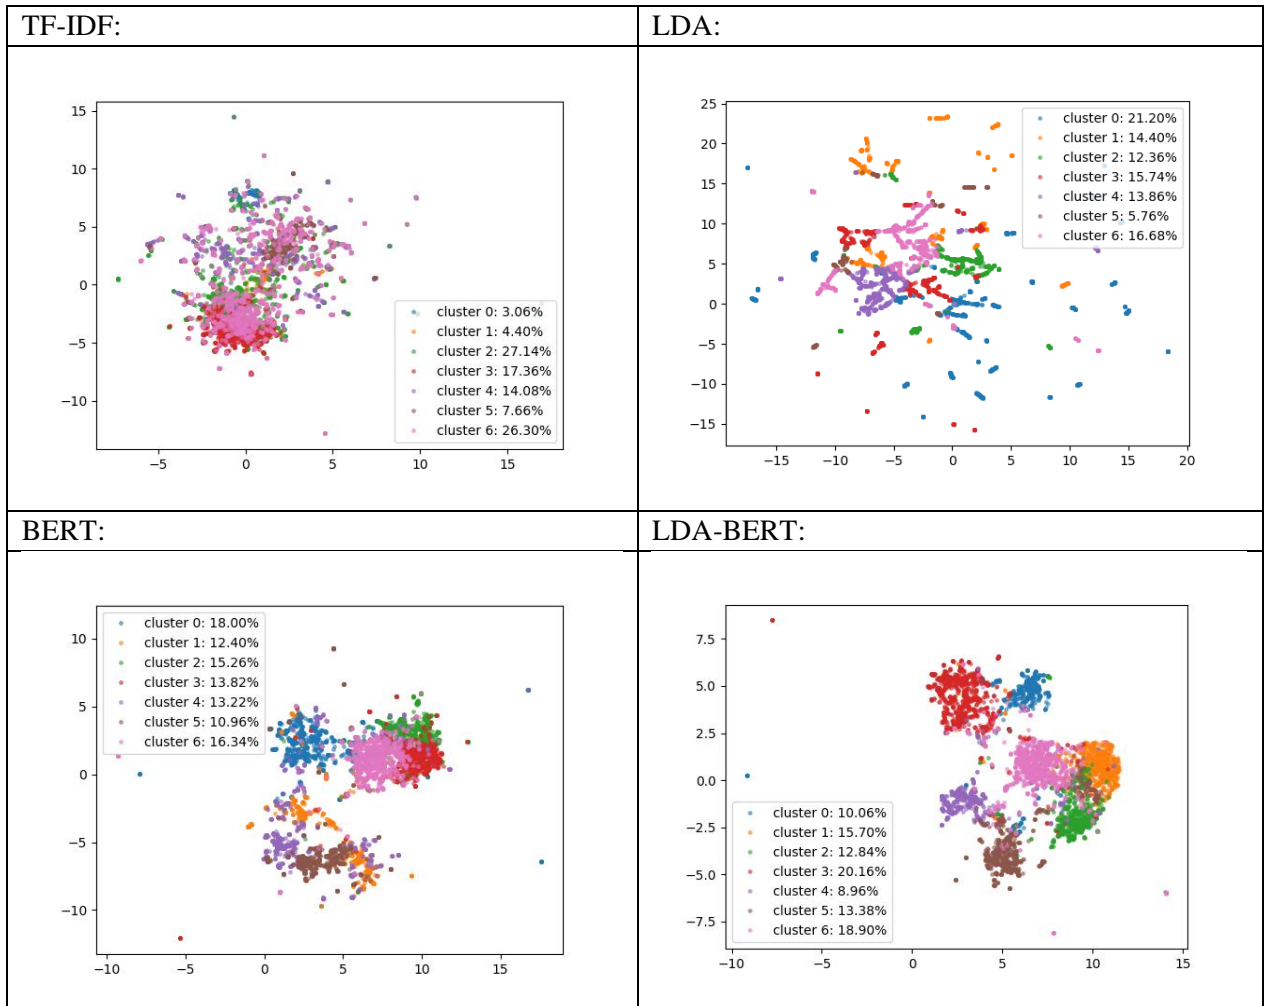 TF-IDF:
LDA:
15
10
5
0
−5
−10
−5
0
5
10
15
cluster 0: 3.06%
cluster 1: 4.40%
cluster 2: 27.14%
cluster 3: 17.36%
cluster 4: 14.08%
cluster 5: 7.66%
cluster 6: 26.30%
25
20
15
10
5
0
−5
−10
−15
−15
−10
−5
0
5
10
15
20
cluster 0: 21.20%
cluster 1: 14.40%
cluster 2: 12.36%
cluster 3: 15.74%
cluster 4: 13.86%
cluster 5: 5.76%
cluster 6: 16.68%
BERT:
LDA-BERT:
10
5
0
−5
−10
−10
−5
0
5
10
15
cluster 0: 18.00%
cluster 1: 12.40%
cluster 2: 15.26%
cluster 3: 13.82%
cluster 4: 13.22%
cluster 5: 10.96%
cluster 6: 16.34%
7.5
5.0
2.5
0.0
−2.5
−5.0
−7.5
−10
−5
0
5
10
15
cluster 0: 10.06%
cluster 1: 15.70%
cluster 2: 12.84%
cluster 3: 20.16%
cluster 4: 8.96%
cluster 5: 13.38%
cluster 6: 18.90%